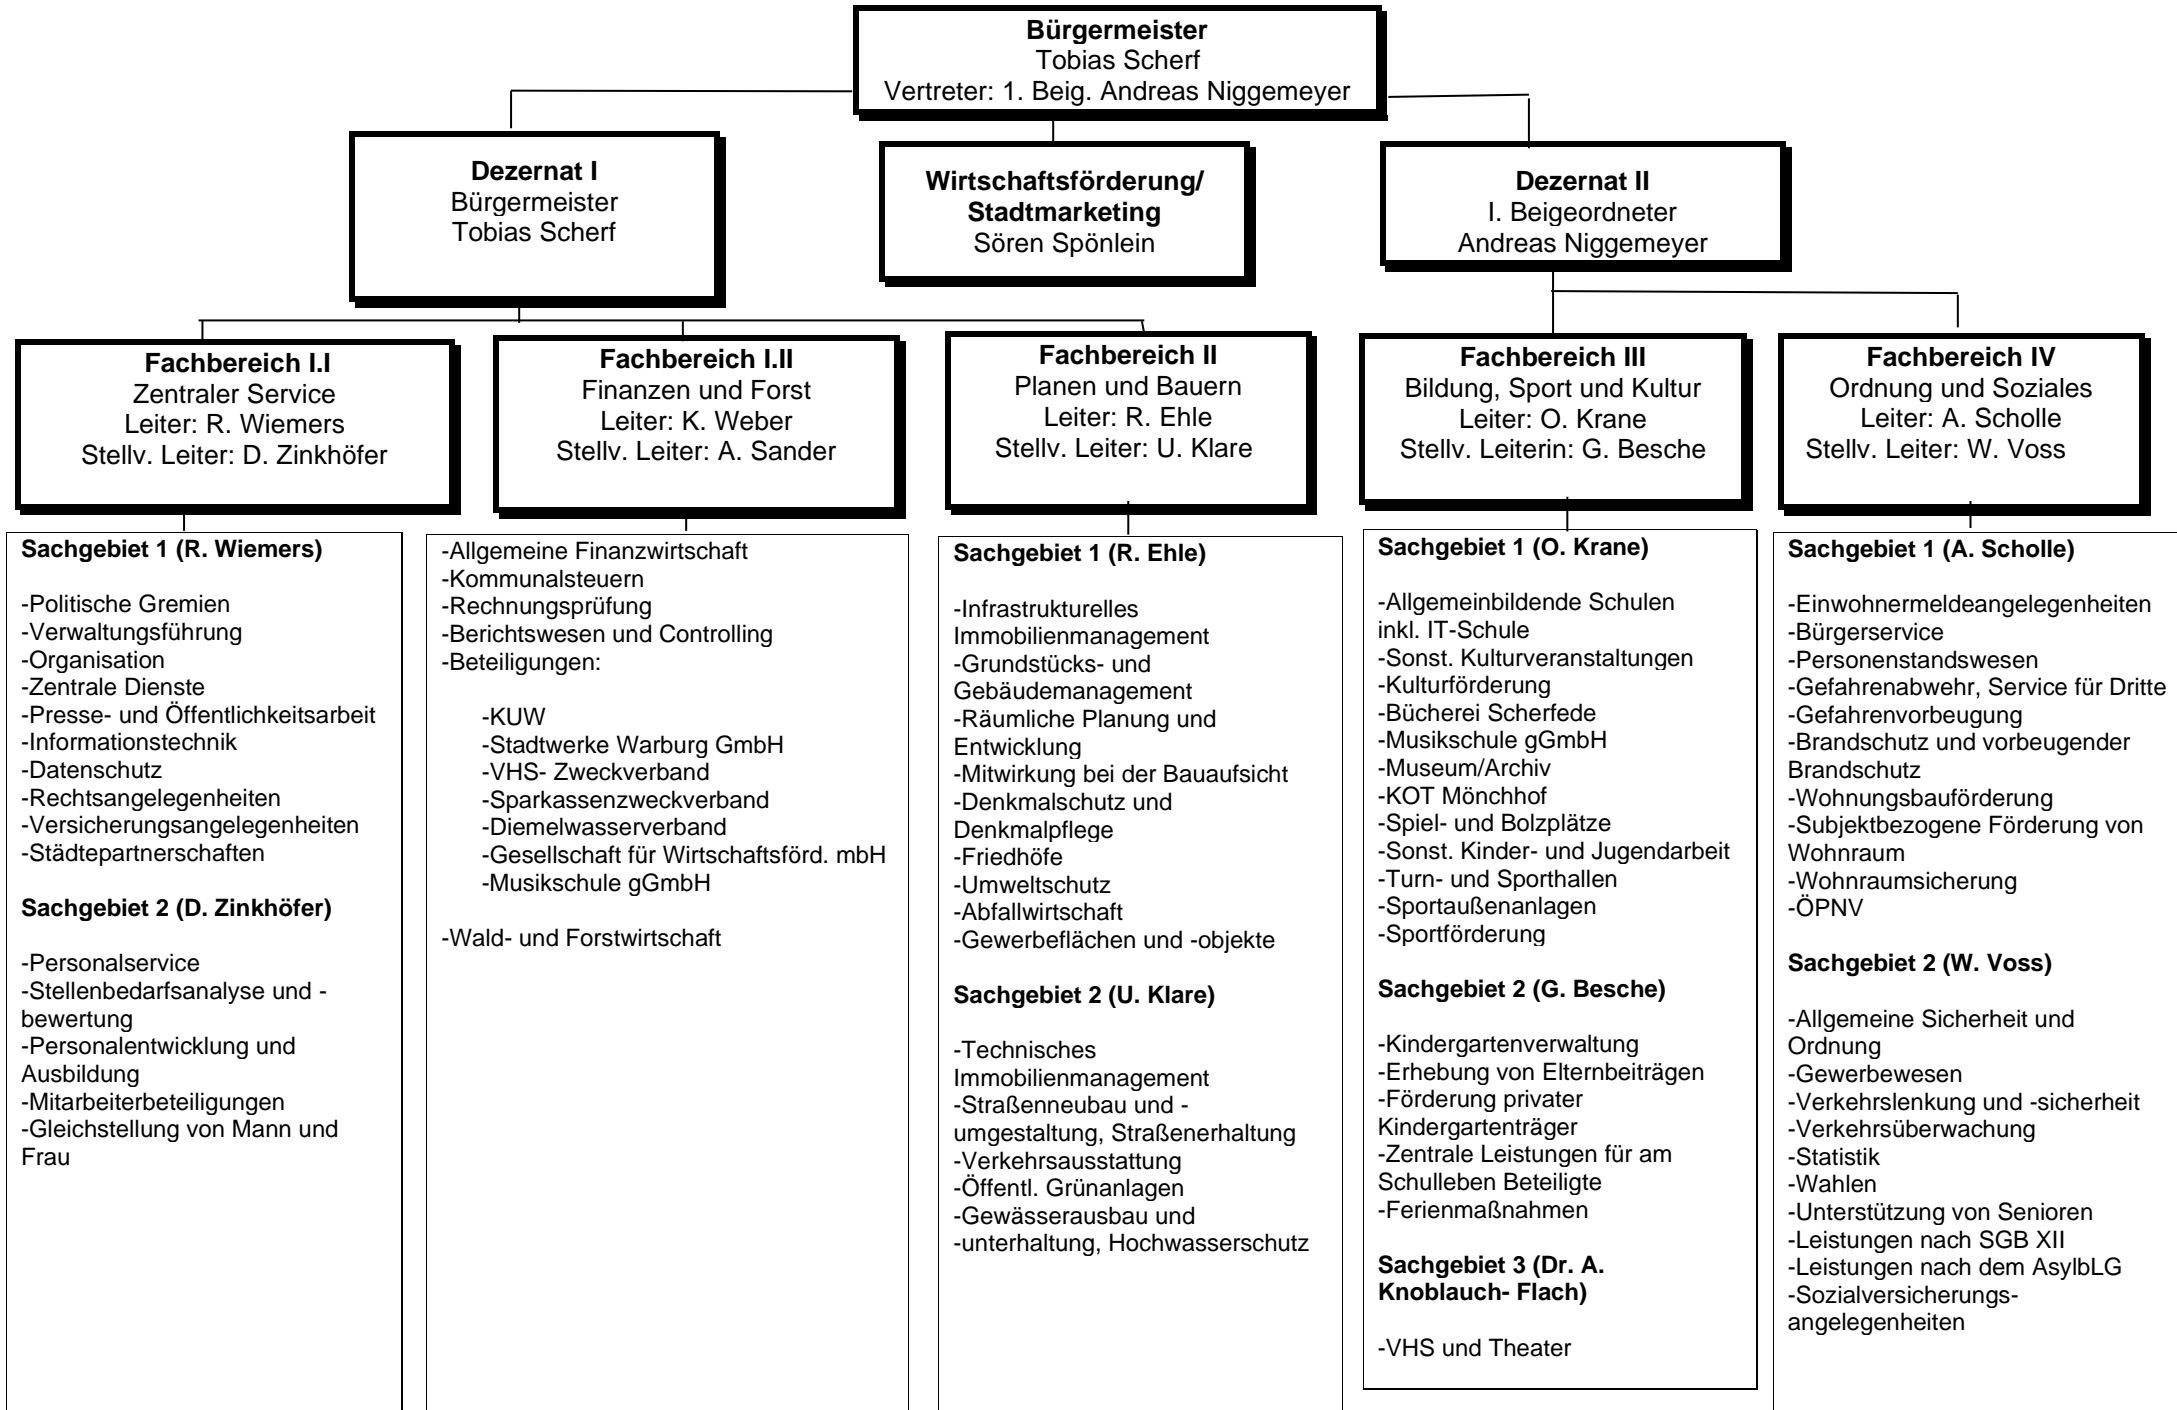 Bürgermeister
Tobias Scherf
Vertreter: 1. Beig. Andreas Niggemeyer
Dezernat I
Bürgermeister
Tobias Scherf
Wirtschaftsförderung/
Stadtmarketing
Sören Spönlein
Dezernat II
I. Beigeordneter
Andreas Niggemeyer
Fachbereich I.I
Zentraler Service
Leiter: R. Wiemers
Stellv. Leiter: D. Zinkhöfer
Fachbereich I.II
Finanzen und Forst
Leiter: K. Weber
Stellv. Leiter: A. Sander
Fachbereich II
Planen und Bauern
Leiter: R. Ehle
Stellv. Leiter: U. Klare
Fachbereich III
Bildung, Sport und Kultur
Leiter: O. Krane
Stellv. Leiterin: G. Besche
Fachbereich IV
Ordnung und Soziales
Leiter: A. Scholle
Stellv. Leiter: W. Voss
Sachgebiet 1 (R. Wiemers)
-Politische Gremien
-Verwaltungsführung
-Organisation
-Zentrale Dienste
-Presse- und Öffentlichkeitsarbeit
-Informationstechnik
-Datenschutz
-Rechtsangelegenheiten
-Versicherungsangelegenheiten
-Städtepartnerschaften
Sachgebiet 2 (D. Zinkhöfer)
-Personalservice
-Stellenbedarfsanalyse und -
bewertung
-Personalentwicklung und
Ausbildung
-Mitarbeiterbeteiligungen
-Gleichstellung von Mann und
Frau
-Allgemeine Finanzwirtschaft
-Kommunalsteuern
-Rechnungsprüfung
-Berichtswesen und Controlling
-Beteiligungen:
-KUW
-Stadtwerke Warburg GmbH
-VHS- Zweckverband
-Sparkassenzweckverband
-Diemelwasserverband
-Gesellschaft für Wirtschaftsförd. mbH
-Musikschule gGmbH
-Wald- und Forstwirtschaft
Sachgebiet 1 (R. Ehle)
-Infrastrukturelles
Immobilienmanagement
-Grundstücks- und
Gebäudemanagement
-Räumliche Planung und
Entwicklung
-Mitwirkung bei der Bauaufsicht
-Denkmalschutz und
Denkmalpflege
-Friedhöfe
-Umweltschutz
-Abfallwirtschaft
-Gewerbeflächen und -objekte
Sachgebiet 2 (U. Klare)
-Technisches
Immobilienmanagement
-Straßenneubau und -
umgestaltung, Straßenerhaltung
-Verkehrsausstattung
-Öffentl. Grünanlagen
-Gewässerausbau und
-unterhaltung, Hochwasserschutz
Sachgebiet 1 (O. Krane)
-Allgemeinbildende Schulen
inkl. IT-Schule
-Sonst. Kulturveranstaltungen
-Kulturförderung
-Bücherei Scherfede
-Musikschule gGmbH
-Museum/Archiv
-KOT Mönchhof
-Spiel- und Bolzplätze
-Sonst. Kinder- und Jugendarbeit
-Turn- und Sporthallen
-Sportaußenanlagen
-Sportförderung
Sachgebiet 2 (G. Besche)
-Kindergartenverwaltung
-Erhebung von Elternbeiträgen
-Förderung privater
Kindergartenträger
-Zentrale Leistungen für am
Schulleben Beteiligte
-Ferienmaßnahmen
Sachgebiet 3 (Dr. A.
Knoblauch- Flach)
-VHS und Theater
Sachgebiet 1 (A. Scholle)
-Einwohnermeldeangelegenheiten
-Bürgerservice
-Personenstandswesen
-Gefahrenabwehr, Service für Dritte
-Gefahrenvorbeugung
-Brandschutz und vorbeugender
Brandschutz
-Wohnungsbauförderung
-Subjektbezogene Förderung von
Wohnraum
-Wohnraumsicherung
-ÖPNV
Sachgebiet 2 (W. Voss)
-Allgemeine Sicherheit und
Ordnung
-Gewerbewesen
-Verkehrslenkung und -sicherheit
-Verkehrsüberwachung
-Statistik
-Wahlen
-Unterstützung von Senioren
-Leistungen nach SGB XII
-Leistungen nach dem AsylbLG
-Sozialversicherungs-
angelegenheiten